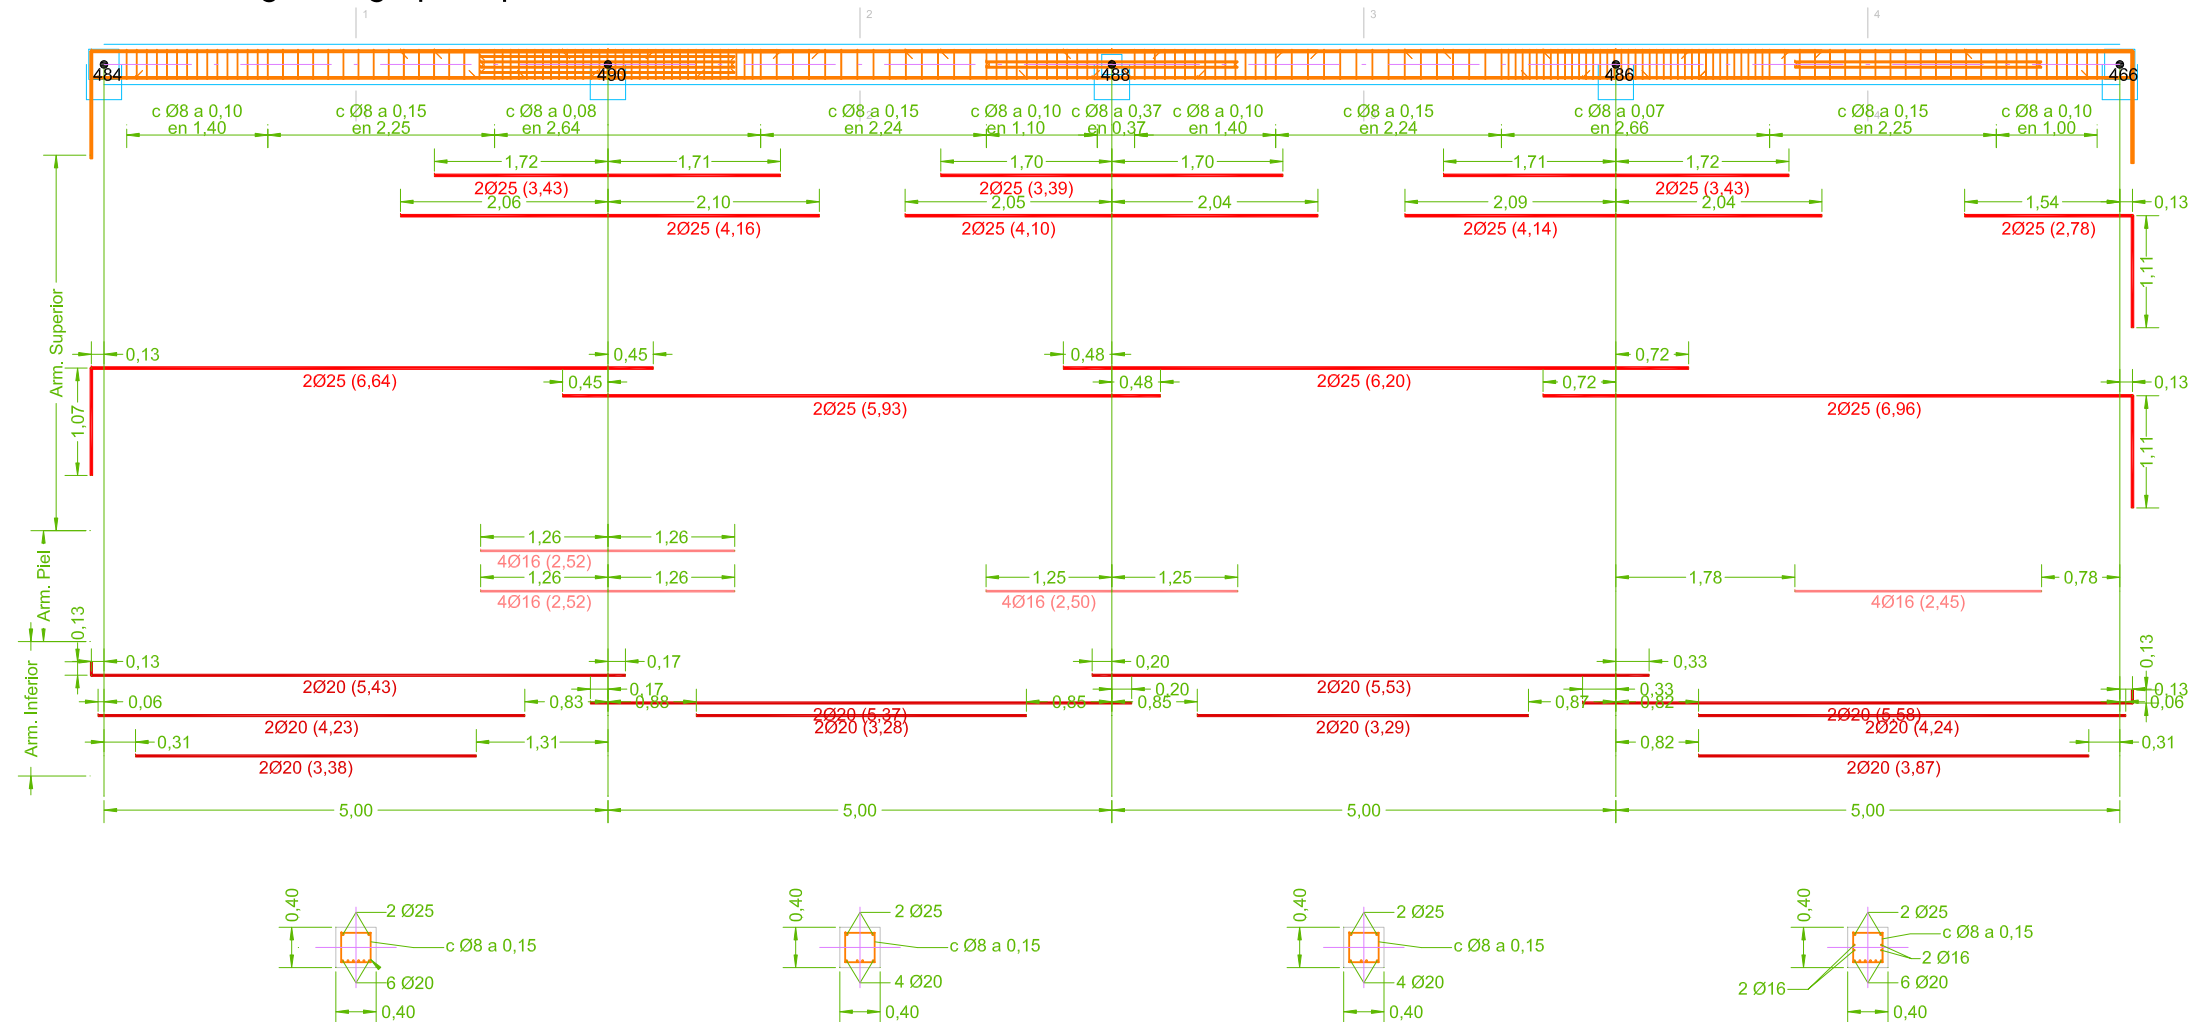 1
2
3
4
484
490
488
486
466
c Ø8 a 0,10
en 1,40
c Ø8 a 0,15
en 2,25
c Ø8 a 0,08
en 2,64
c Ø8 a 0,15
en 2,24
c Ø8 a 0,10
en 1,10
c Ø8 a 0,37
en 0,37
c Ø8 a 0,10
en 1,40
c Ø8 a 0,15
en 2,24
c Ø8 a 0,07
en 2,66
c Ø8 a 0,15
en 2,25
c Ø8 a 0,10
en 1,00
Arm. Superior
1,72
1,71
1,70
1,70
1,71
1,72
2Ø25 (3,43)
2Ø25 (3,39)
2Ø25 (3,43)
2,06
2,10
2,05
2,04
2,09
2,04
1,54
0,13
2Ø25 (4,16)
2Ø25 (4,10)
2Ø25 (4,14)
2Ø25 (2,78)
1,11
0,13
0,45
0,48
0,72
2Ø25 (6,64)
0,45
0,48
2Ø25 (6,20)
0,72
0,13
1,07
2Ø25 (5,93)
2Ø25 (6,96)
1,11
Arm. Piel
1,26
1,26
4Ø16 (2,52)
1,26
1,26
1,25
1,25
1,78
0,78
4Ø16 (2,52)
4Ø16 (2,50)
4Ø16 (2,45)
Arm. Inferior
0,13
0,13
0,17
0,20
0,33
0,13
2Ø20 (5,43)
0,17
0,20
2Ø20 (5,53)
0,33
0,13
0,06
0,83
0,88
0,85
0,85
0,87
0,82
0,06
2Ø20 (5,37)
2Ø20 (5,58)
2Ø20 (4,23)
2Ø20 (3,28)
2Ø20 (3,29)
2Ø20 (4,24)
0,31
1,31
0,82
0,31
2Ø20 (3,38)
2Ø20 (3,87)
5,00
5,00
5,00
5,00
0,40
2 Ø25
c Ø8 a 0,15
6 Ø20
0,40
0,40
2 Ø25
c Ø8 a 0,15
4 Ø20
0,40
0,40
2 Ø25
c Ø8 a 0,15
4 Ø20
0,40
0,40
2 Ø25
c Ø8 a 0,15
2 Ø16
2 Ø16
6 Ø20
0,40